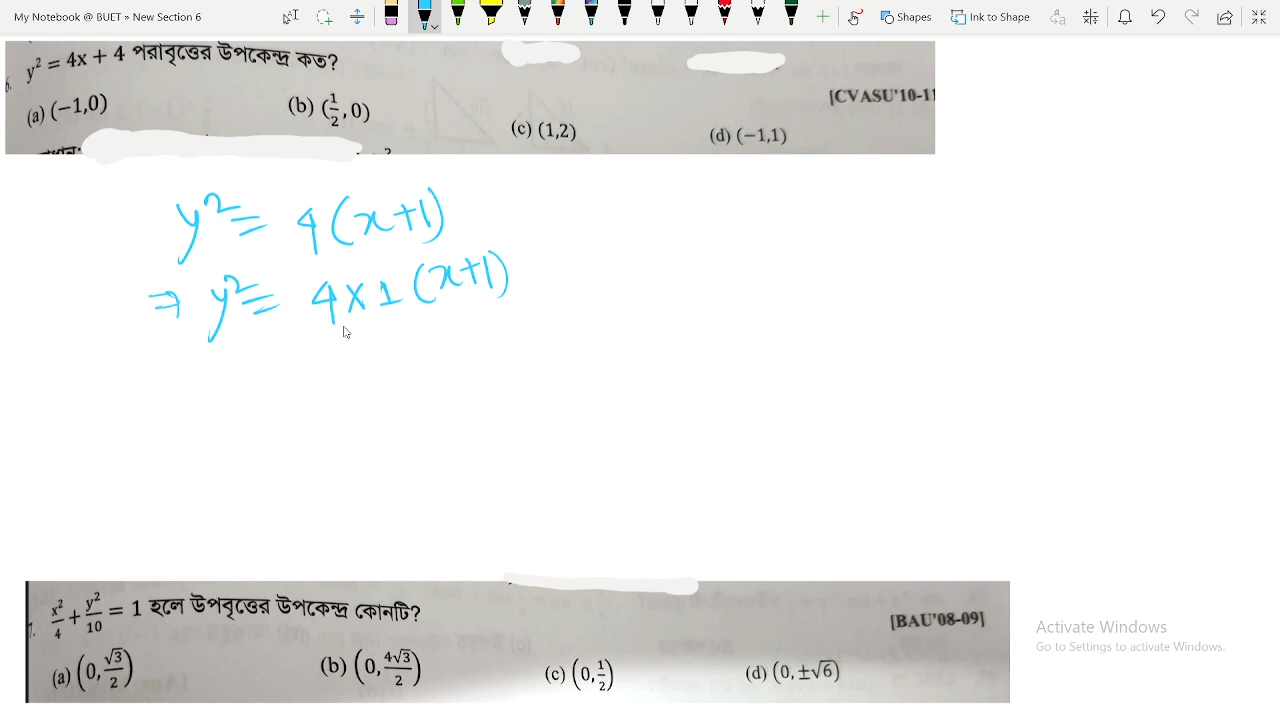 My Notebook @ BUET » New Section 6
Shapes
Ink to Shape
6. y² = 4x + 4 পরাবৃত্তের উপকেন্দ্র কত?
[CVASU'10-11
(a) (−1,0) (b) (½, 0) (c) (1,2) (d) (−1,1)
y² = 4(x+1)
⇒ y² = 4×1(x+1)
7. x²/4 + y²/10 = 1 হলে উপবৃত্তের উপকেন্দ্র কোনটি?
[BAU'08-09]
(a) (0, √3/2) (b) (0, 4√3/2) (c) (0, ½) (d) (0, ±√6)
Activate Windows
Go to Settings to activate Windows.